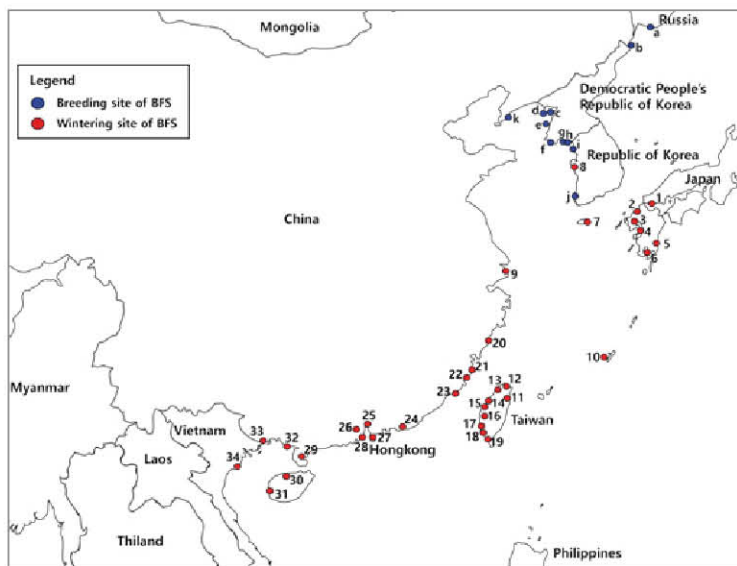 Mongolia
Russia
a
b
Legend
Breeding site of BFS
Wintering site of BFS
Democratic People's
Republic of Korea
d
c
k
e
f
g
h
i
Republic of Korea
8
Japan
j
1
2
3
7
4
5
6
China
9
20
10
21
22
23
13
12
11
14
15
16
Taiwan
17
18
19
Myanmar
Vietnam
Laos
33
32
34
29
26
25
24
28
27
Hongkong
30
31
Thiland
Philippines